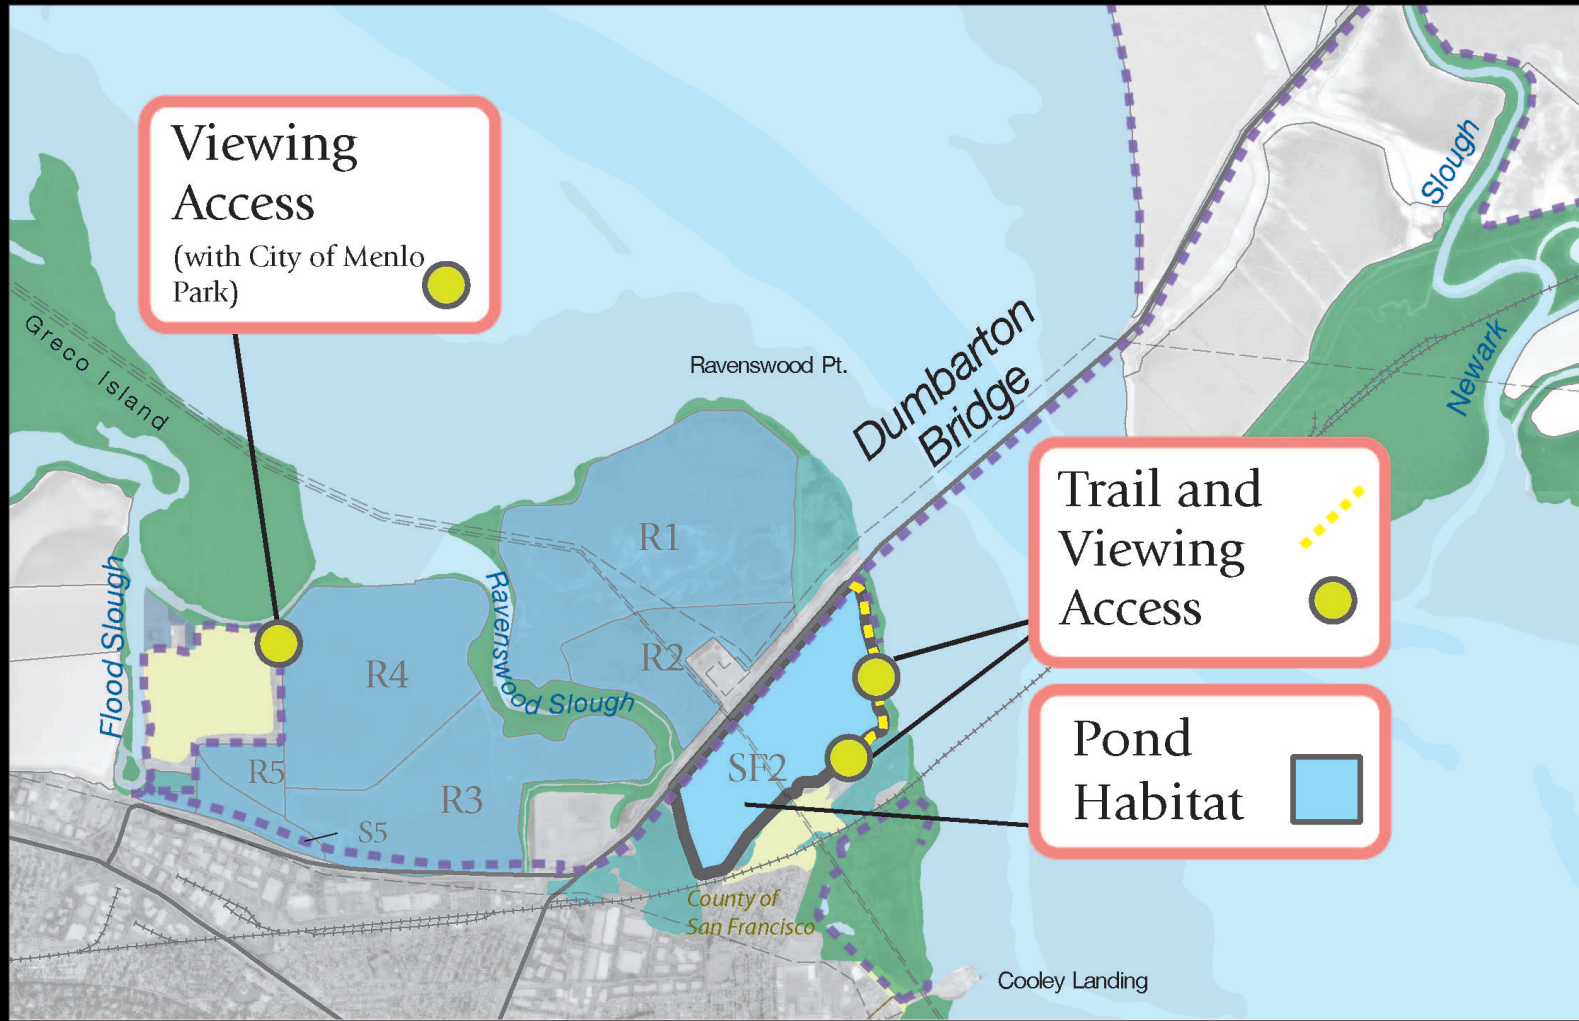 Viewing
Access
(with City of Menlo
Park)
Slough
Greco Island
Ravenswood Pt.
Dumbarton
Bridge
Newark
Trail and
Viewing
Access
R1
Flood Slough
Ravenswood Slough
R2
R4
R5
R3
SF2
S5
Pond
Habitat
County of
San Francisco
Cooley Landing